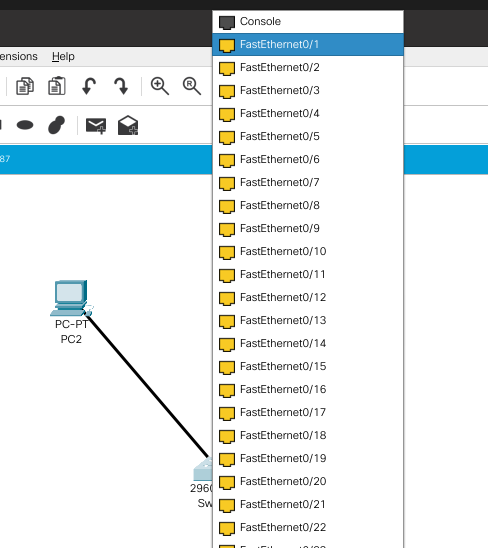 Console
FastEthernet0/1
ensions Help
FastEthernet0/2
FastEthernet0/3
FastEthernet0/4
FastEthernet0/5
87
FastEthernet0/6
FastEthernet0/7
FastEthernet0/8
FastEthernet0/9
FastEthernet0/10
FastEthernet0/11
FastEthernet0/12
FastEthernet0/13
PC-PT
PC2
FastEthernet0/14
FastEthernet0/15
FastEthernet0/16
FastEthernet0/17
FastEthernet0/18
FastEthernet0/19
FastEthernet0/20
296
Sw
FastEthernet0/21
FastEthernet0/22